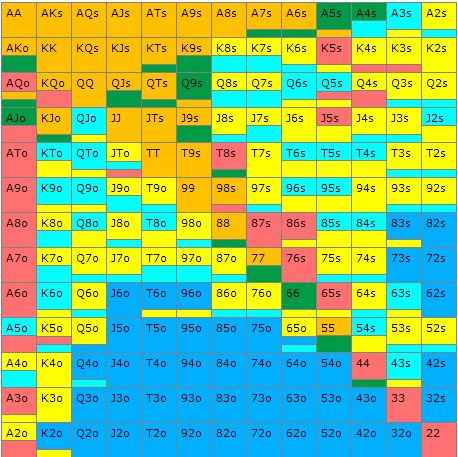 AA AKs AQs AJs ATs A9s A8s A7s A6s A5s A4s A3s A2s
AKo KK KQs KJs KTs K9s K8s K7s K6s K5s K4s K3s K2s
AQo KQo QQ QJs QTs Q9s Q8s Q7s Q6s Q5s Q4s Q3s Q2s
AJo KJo QJo JJ JTs J9s J8s J7s J6s J5s J4s J3s J2s
ATo KTo QTo JTo TT T9s T8s T7s T6s T5s T4s T3s T2s
A9o K9o Q9o J9o T9o 99 98s 97s 96s 95s 94s 93s 92s
A8o K8o Q8o J8o T8o 98o 88 87s 86s 85s 84s 83s 82s
A7o K7o Q7o J7o T7o 97o 87o 77 76s 75s 74s 73s 72s
A6o K6o Q6o J6o T6o 96o 86o 76o 66 65s 64s 63s 62s
A5o K5o Q5o J5o T5o 95o 85o 75o 65o 55 54s 53s 52s
A4o K4o Q4o J4o T4o 94o 84o 74o 64o 54o 44 43s 42s
A3o K3o Q3o J3o T3o 93o 83o 73o 63o 53o 43o 33 32s
A2o K2o Q2o J2o T2o 92o 82o 72o 62o 52o 42o 32o 22